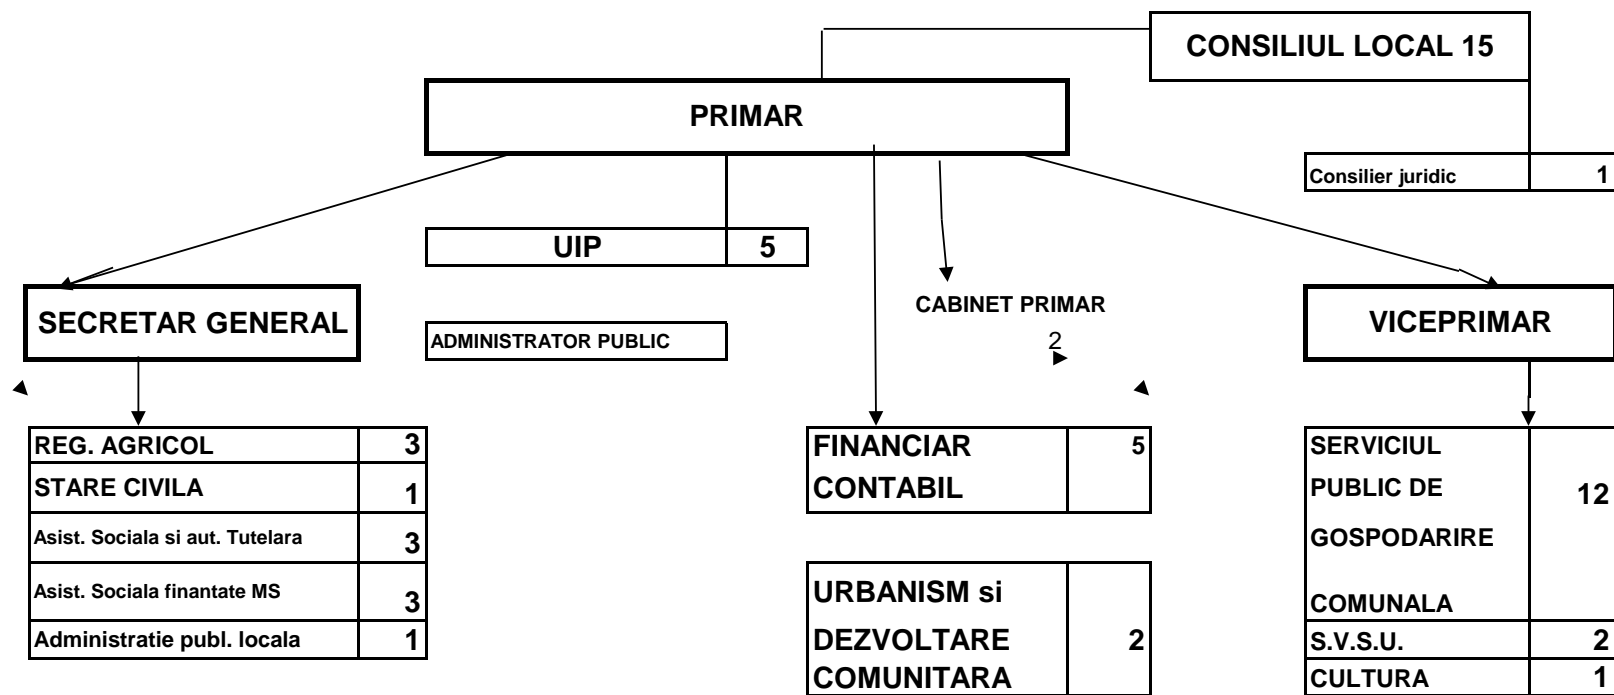 CONSILIUL LOCAL 15
PRIMAR
Consilier juridic 1
UIP 5
CABINET PRIMAR
2
SECRETAR GENERAL
ADMINISTRATOR PUBLIC
VICEPRIMAR
REG. AGRICOL 3
STARE CIVILA 1
Asist. Sociala si aut. Tutelara 3
Asist. Sociala finantate MS 3
Administratie publ. locala 1
FINANCIAR 5
CONTABIL
URBANISM si
DEZVOLTARE 2
COMUNITARA
SERVICIUL
PUBLIC DE 12
GOSPODARIRE
COMUNALA
S.V.S.U. 2
CULTURA 1